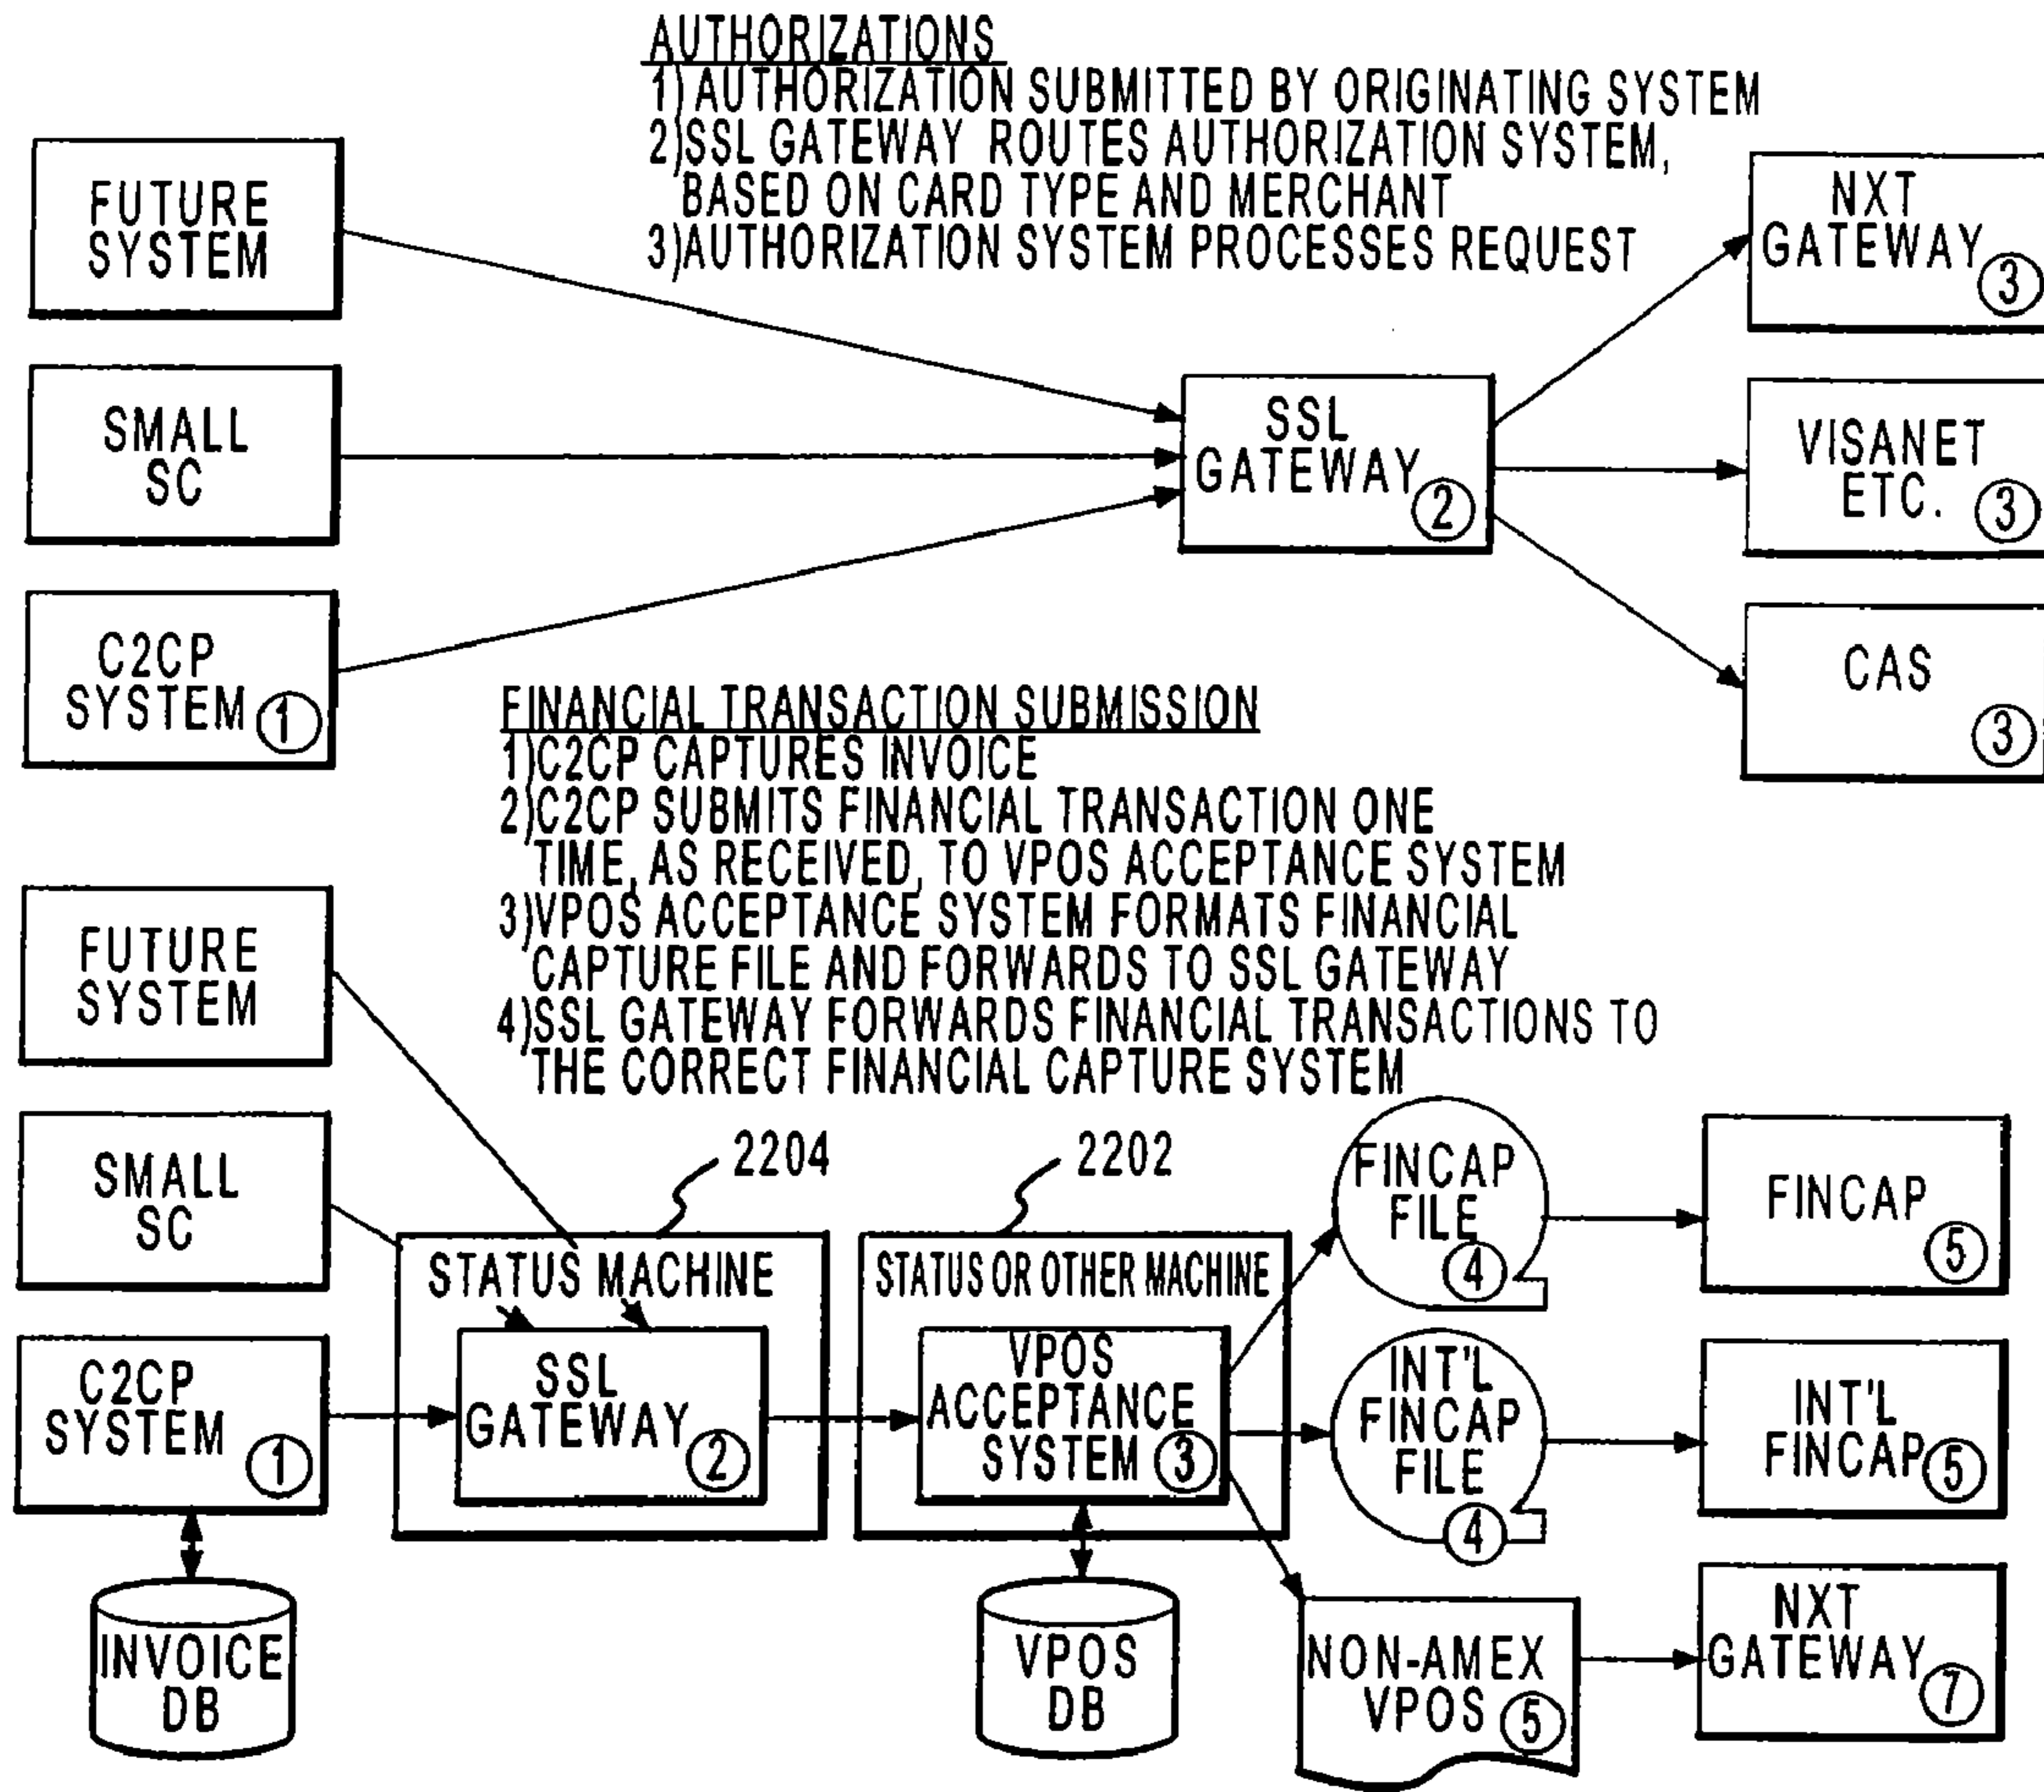 AUTHORIZATIONS
1) AUTHORIZATION SUBMITTED BY ORIGINATING SYSTEM
2)SSL GATEWAY ROUTES AUTHORIZATION SYSTEM,
BASED ON CARD TYPE AND MERCHANT
3)AUTHORIZATION SYSTEM PROCESSES REQUEST
FUTURE
SYSTEM
SMALL
SC
C2CP
SYSTEM 1
SSL
GATEWAY 2
NXT
GATEWAY 3
VISANET
ETC. 3
CAS
3
FINANCIAL TRANSACTION SUBMISSION
1)C2CP CAPTURES INVOICE
2)C2CP SUBMITS FINANCIAL TRANSACTION ONE
TIME, AS RECEIVED, TO VPOS ACCEPTANCE SYSTEM
3)VPOS ACCEPTANCE SYSTEM FORMATS FINANCIAL
CAPTURE FILE AND FORWARDS TO SSL GATEWAY
4)SSL GATEWAY FORWARDS FINANCIAL TRANSACTIONS TO
THE CORRECT FINANCIAL CAPTURE SYSTEM
FUTURE
SYSTEM
SMALL
SC
C2CP
SYSTEM 1
INVOICE
DB
2204
STATUS MACHINE
SSL
GATEWAY 2
2202
STATUS OR OTHER MACHINE
VPOS
ACCEPTANCE
SYSTEM 3
VPOS
DB
FINCAP
FILE
4
INT'L
FINCAP
FILE
4
NON-AMEX
VPOS 5
FINCAP
5
INT'L
FINCAP 5
NXT
GATEWAY 7